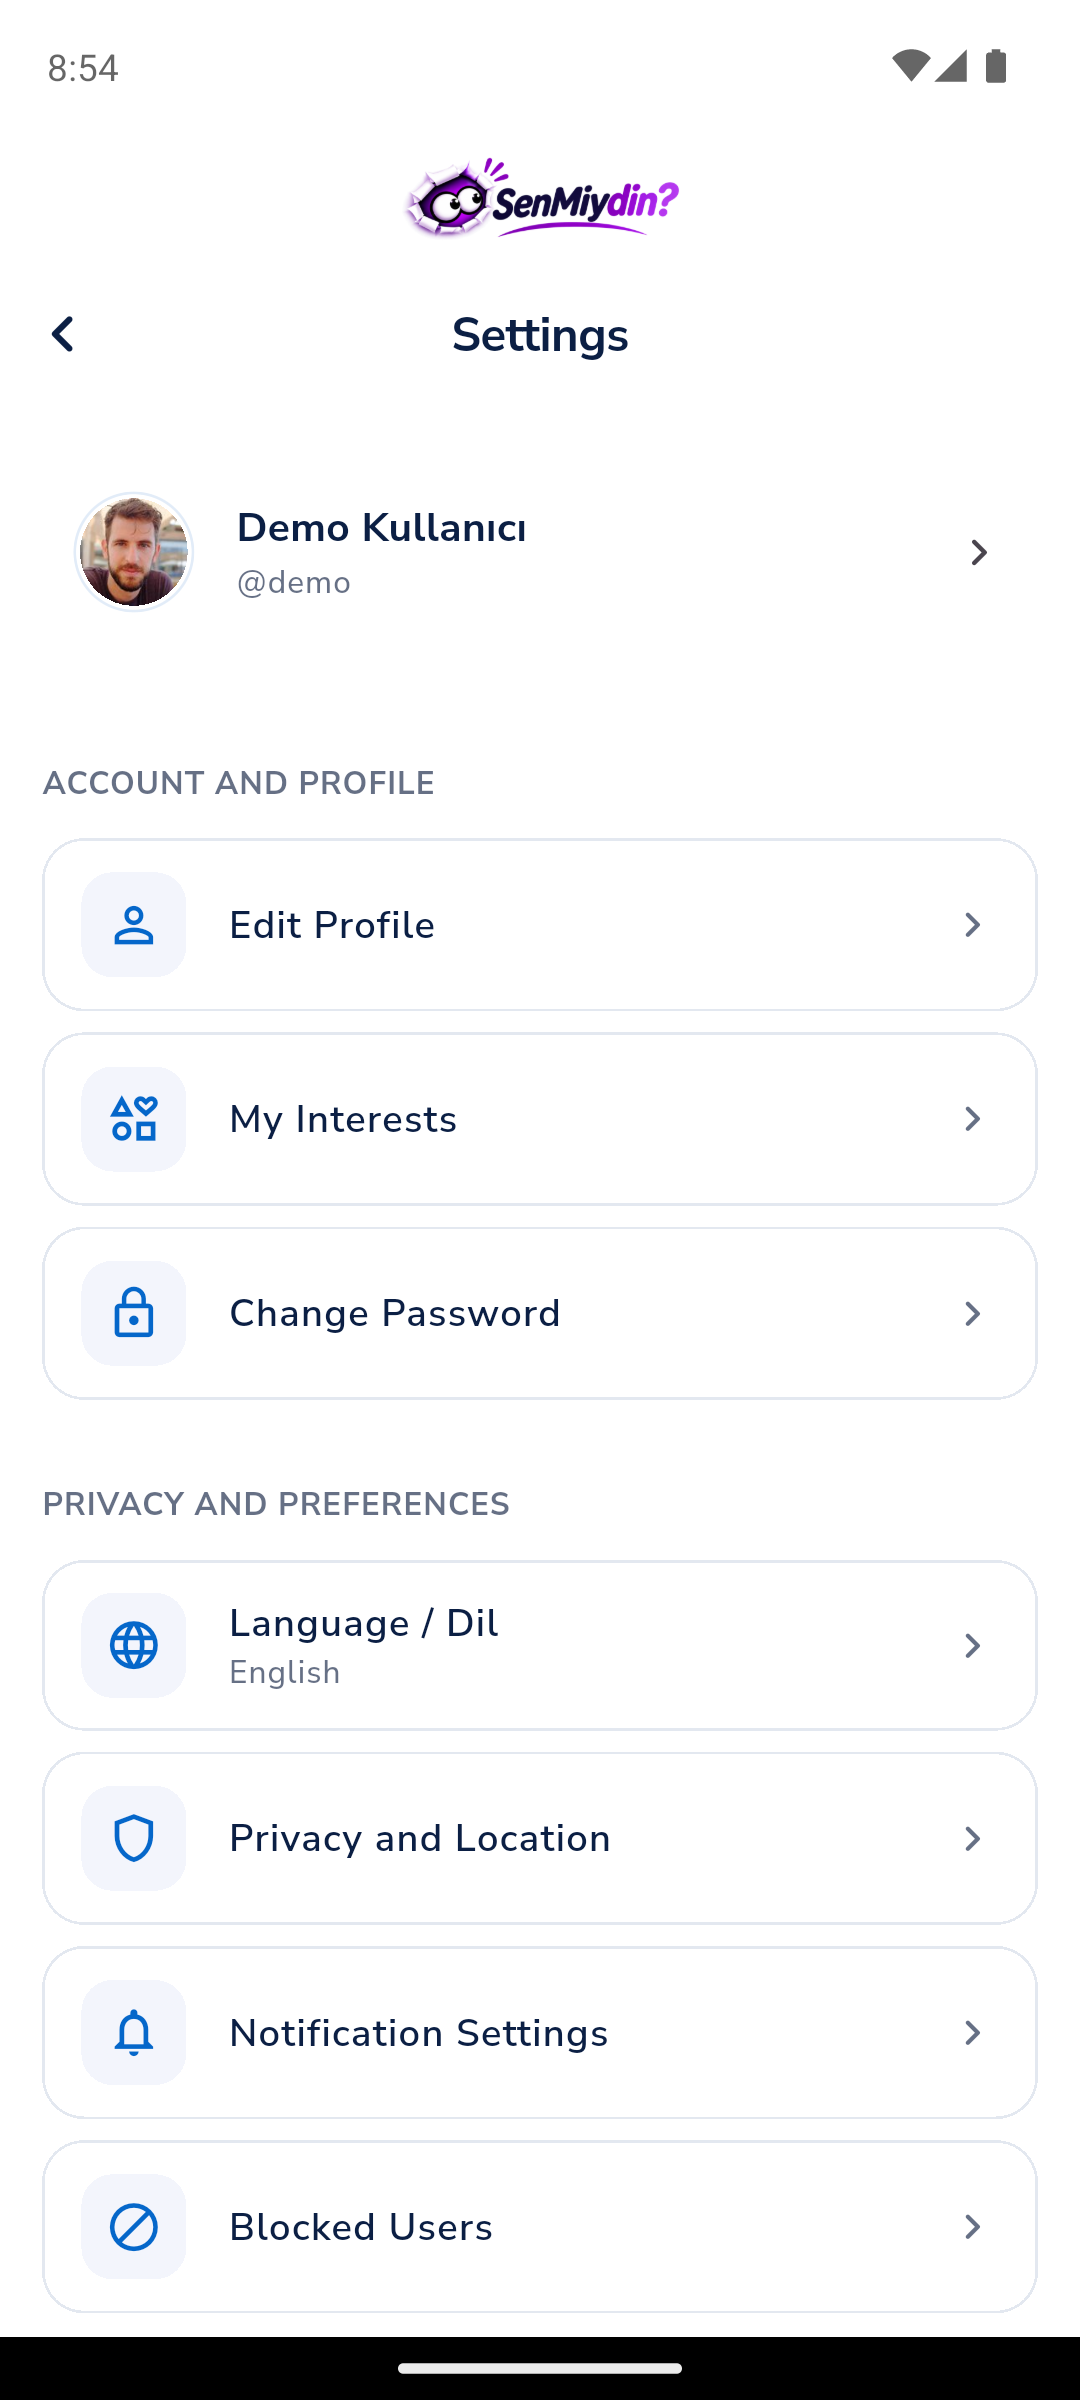 8:54
SenMiydin?
Settings
Demo Kullanıcı
@demo
ACCOUNT AND PROFILE
Edit Profile
My Interests
Change Password
PRIVACY AND PREFERENCES
Language / Dil
English
Privacy and Location
Notification Settings
Blocked Users